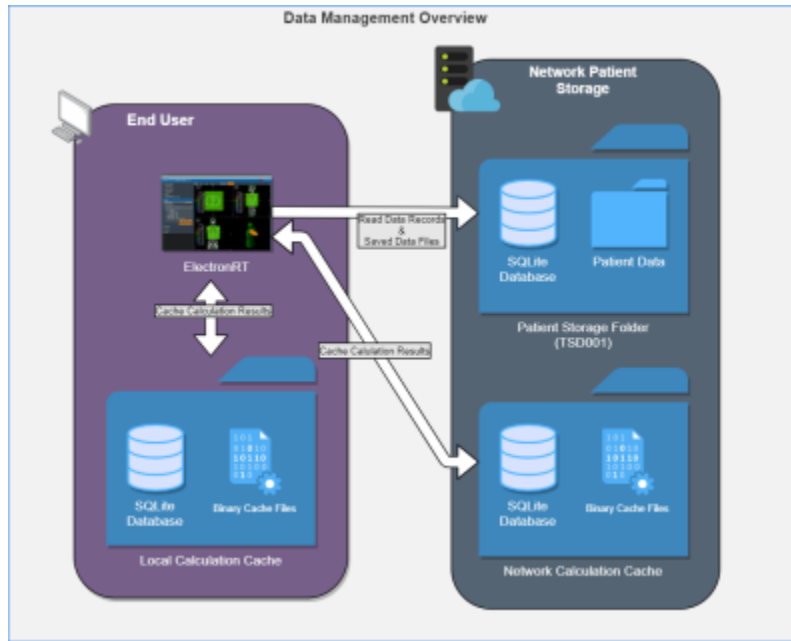 Data Management Overview
Network Patient
Storage
End User
Read Data Records
&
Saved Data Files
ElectronRT
SQLite
Database
Patient Data
Cache Calculation Results
Patient Storage Folder
(TSD001)
Cache Calulation Results
SQLite
Database
Binary Cache Files
Local Calculation Cache
SQLite
Database
Binary Cache Files
Network Calculation Cache